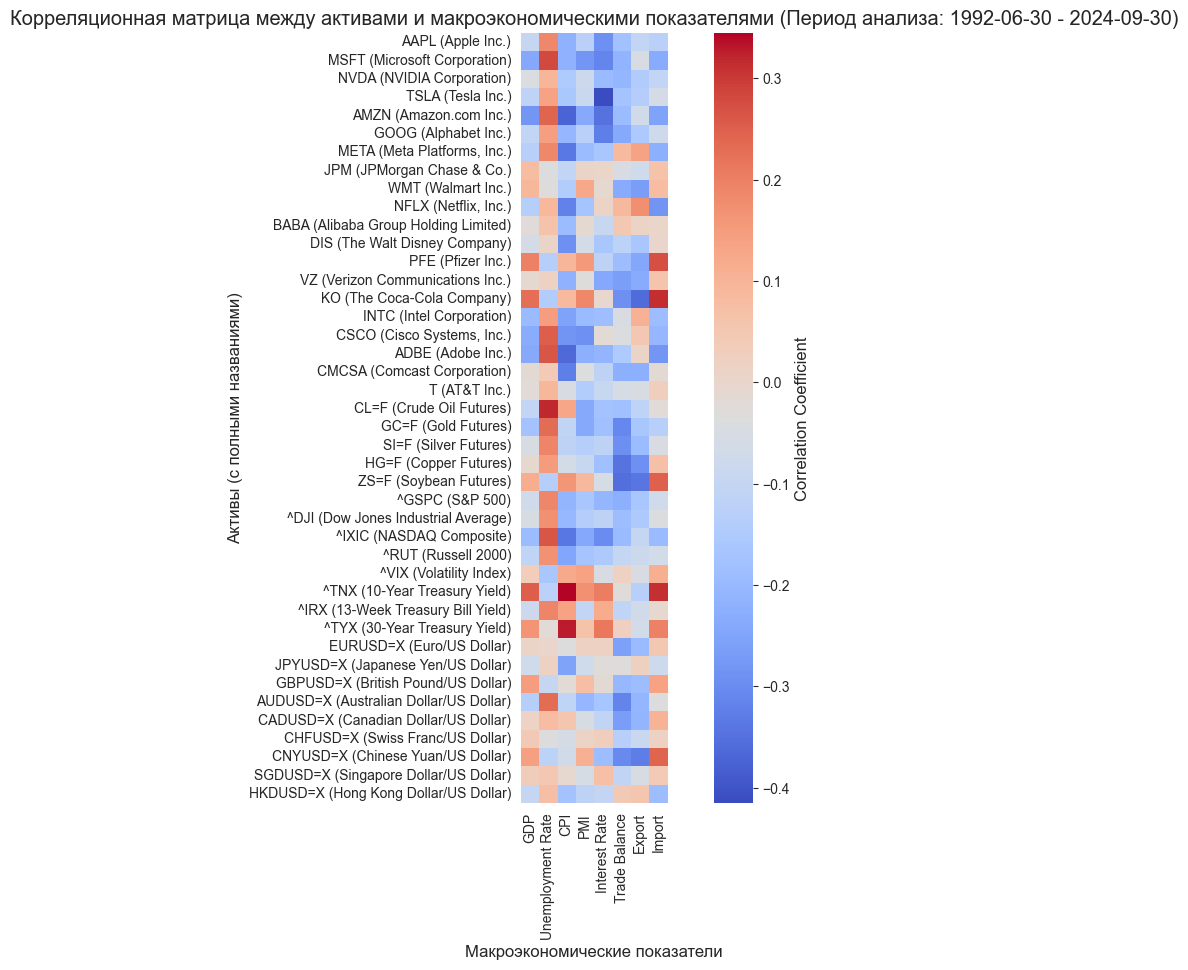 Корреляционная матрица между активами и макроэкономическими показателями (Период анализа: 1992-06-30 - 2024-09-30)
Активы (с полными названиями)
AAPL (Apple Inc.)
MSFT (Microsoft Corporation)
NVDA (NVIDIA Corporation)
TSLA (Tesla Inc.)
AMZN (Amazon.com Inc.)
GOOG (Alphabet Inc.)
META (Meta Platforms, Inc.)
JPM (JPMorgan Chase & Co.)
WMT (Walmart Inc.)
NFLX (Netflix, Inc.)
BABA (Alibaba Group Holding Limited)
DIS (The Walt Disney Company)
PFE (Pfizer Inc.)
VZ (Verizon Communications Inc.)
KO (The Coca-Cola Company)
INTC (Intel Corporation)
CSCO (Cisco Systems, Inc.)
ADBE (Adobe Inc.)
CMCSA (Comcast Corporation)
T (AT&T Inc.)
CL=F (Crude Oil Futures)
GC=F (Gold Futures)
SI=F (Silver Futures)
HG=F (Copper Futures)
ZS=F (Soybean Futures)
^GSPC (S&P 500)
^DJI (Dow Jones Industrial Average)
^IXIC (NASDAQ Composite)
^RUT (Russell 2000)
^VIX (Volatility Index)
^TNX (10-Year Treasury Yield)
^IRX (13-Week Treasury Bill Yield)
^TYX (30-Year Treasury Yield)
EURUSD=X (Euro/US Dollar)
JPYUSD=X (Japanese Yen/US Dollar)
GBPUSD=X (British Pound/US Dollar)
AUDUSD=X (Australian Dollar/US Dollar)
CADUSD=X (Canadian Dollar/US Dollar)
CHFUSD=X (Swiss Franc/US Dollar)
CNYUSD=X (Chinese Yuan/US Dollar)
SGDUSD=X (Singapore Dollar/US Dollar)
HKDUSD=X (Hong Kong Dollar/US Dollar)
GDP
Unemployment Rate
CPI
PMI
Interest Rate
Trade Balance
Export
Import
Макроэкономические показатели
0.3
0.2
0.1
0.0
−0.1
−0.2
−0.3
−0.4
Correlation Coefficient